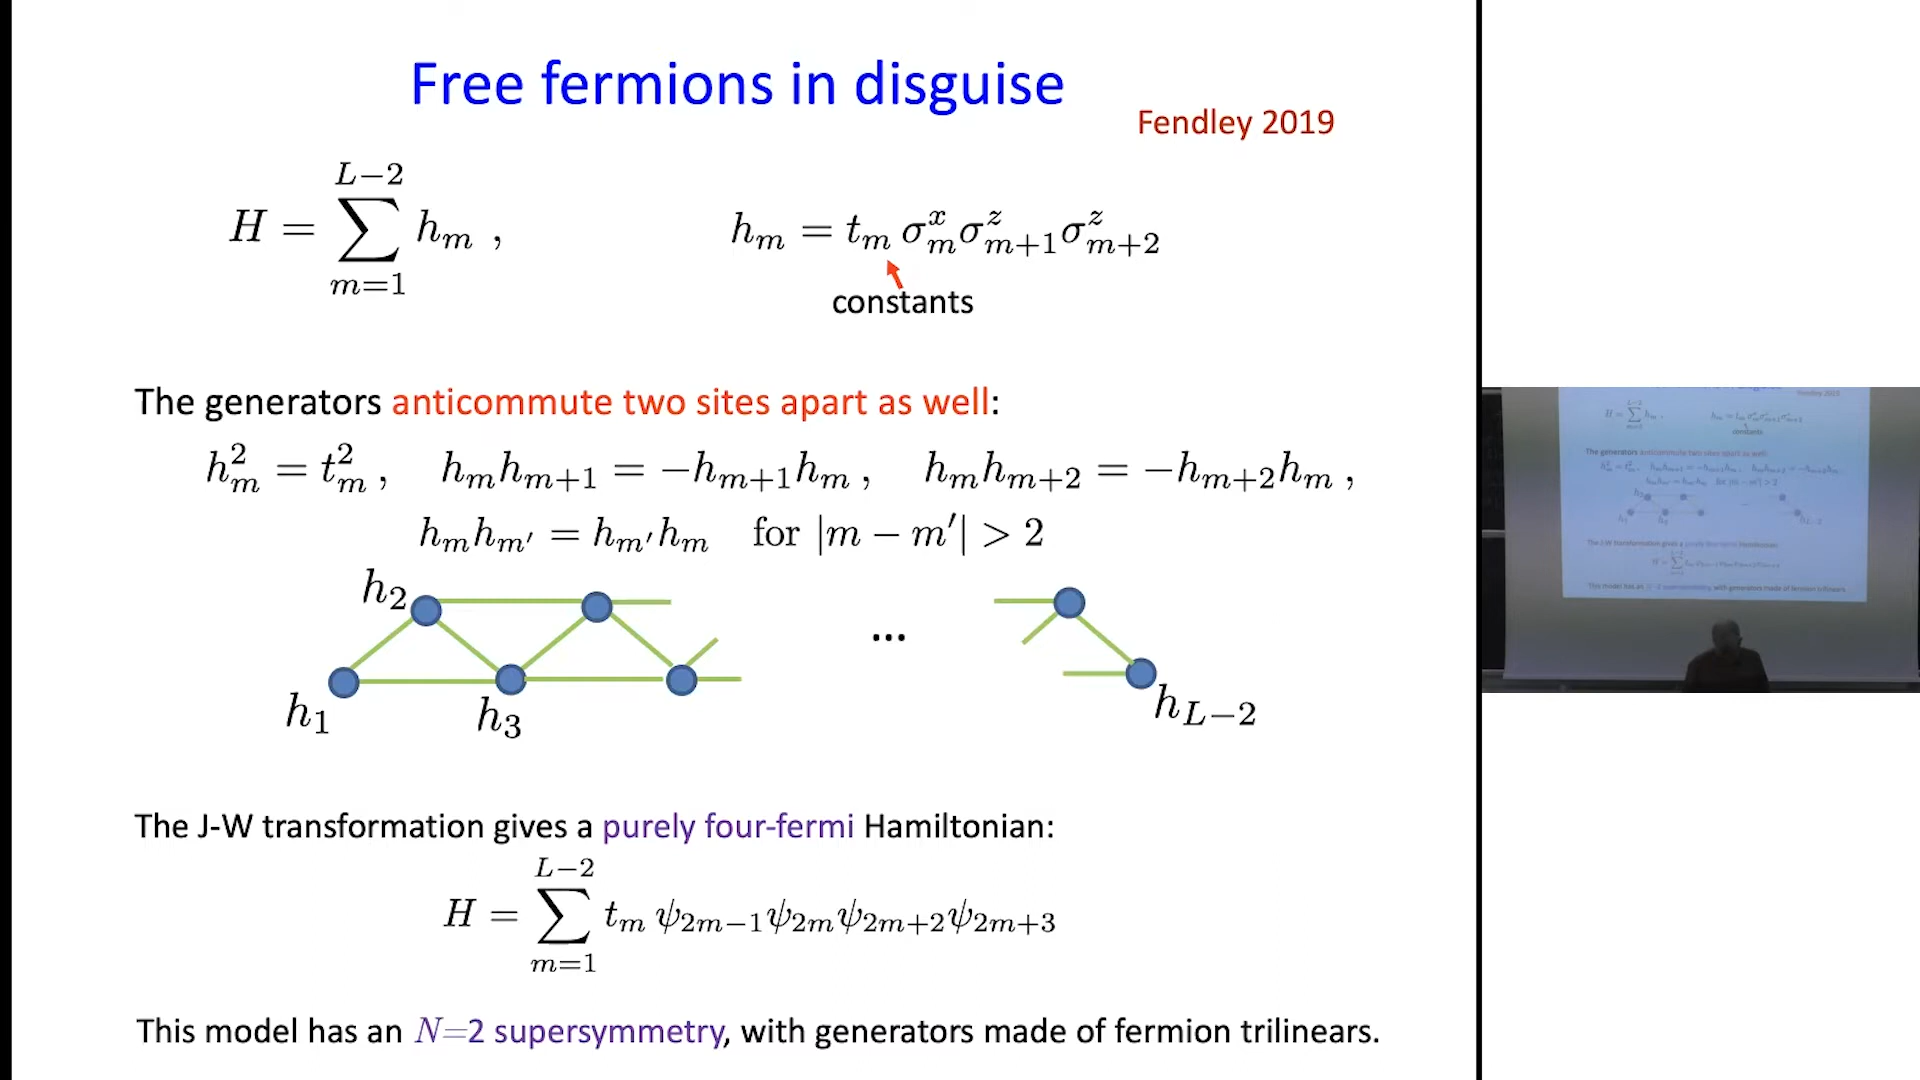 Free fermions in disguise
Fendley 2019
H = \sum_{m=1}^{L-2} h_m ,   h_m = t_m σ^x_m σ^z_{m+1} σ^z_{m+2}
constants
The generators anticommute two sites apart as well:
h_m^2 = t_m^2 ,   h_m h_{m+1} = −h_{m+1} h_m ,   h_m h_{m+2} = −h_{m+2} h_m ,
h_m h_{m′} = h_{m′} h_m   for |m − m′| > 2
h_2
...
h_1
h_3
h_{L−2}
The J-W transformation gives a purely four-fermi Hamiltonian:
H = \sum_{m=1}^{L-2} t_m ψ_{2m−1} ψ_{2m} ψ_{2m+2} ψ_{2m+3}
This model has an N=2 supersymmetry, with generators made of fermion trilinears.